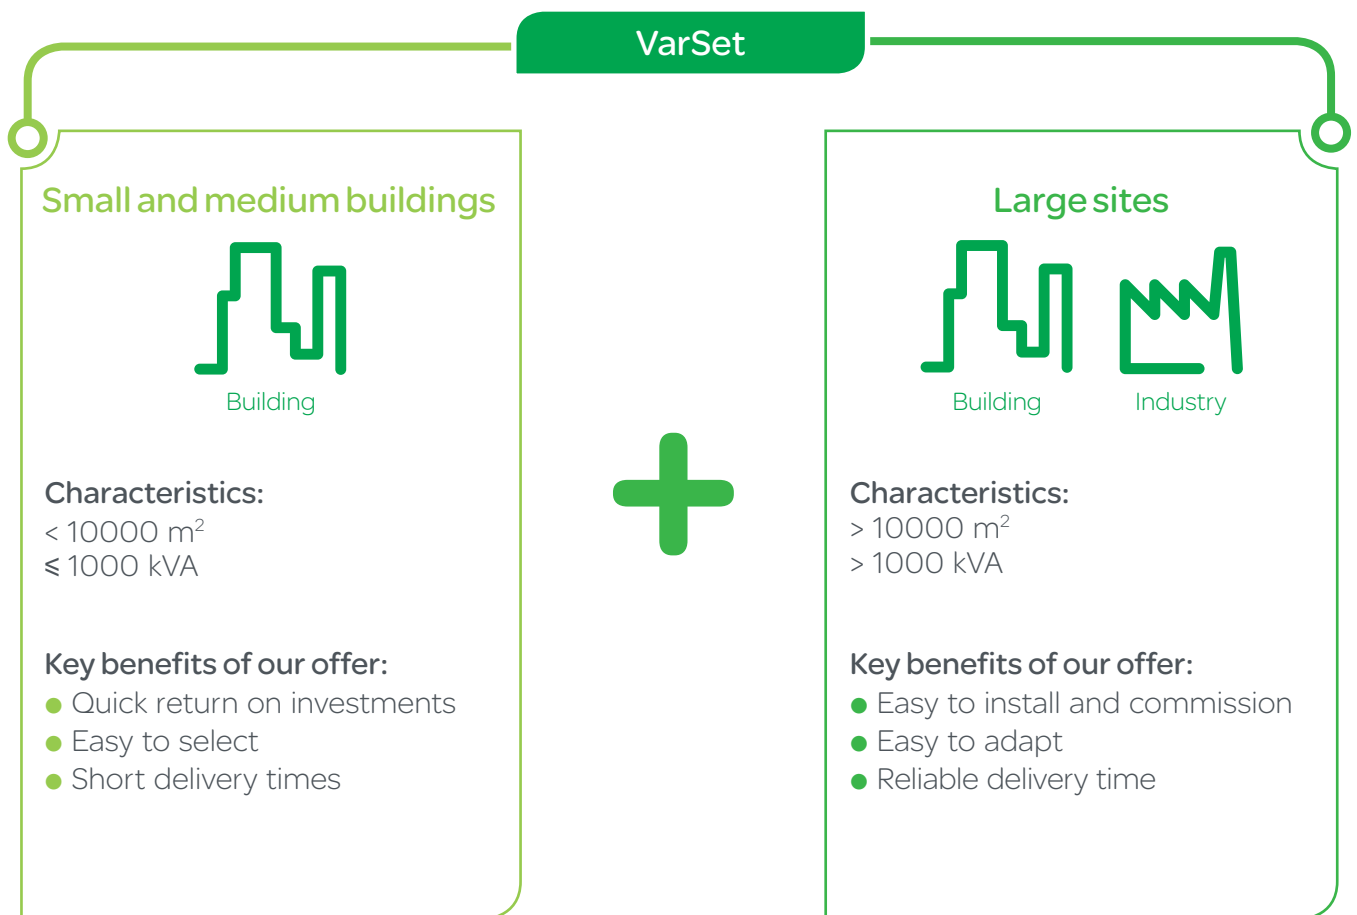 VarSet
Small and medium buildings
Building
Characteristics:
< 10000 m²
⩽ 1000 kVA
Key benefits of our offer:
● Quick return on investments
● Easy to select
● Short delivery times
Large sites
Building Industry
Characteristics:
> 10000 m²
> 1000 kVA
Key benefits of our offer:
● Easy to install and commission
● Easy to adapt
● Reliable delivery time